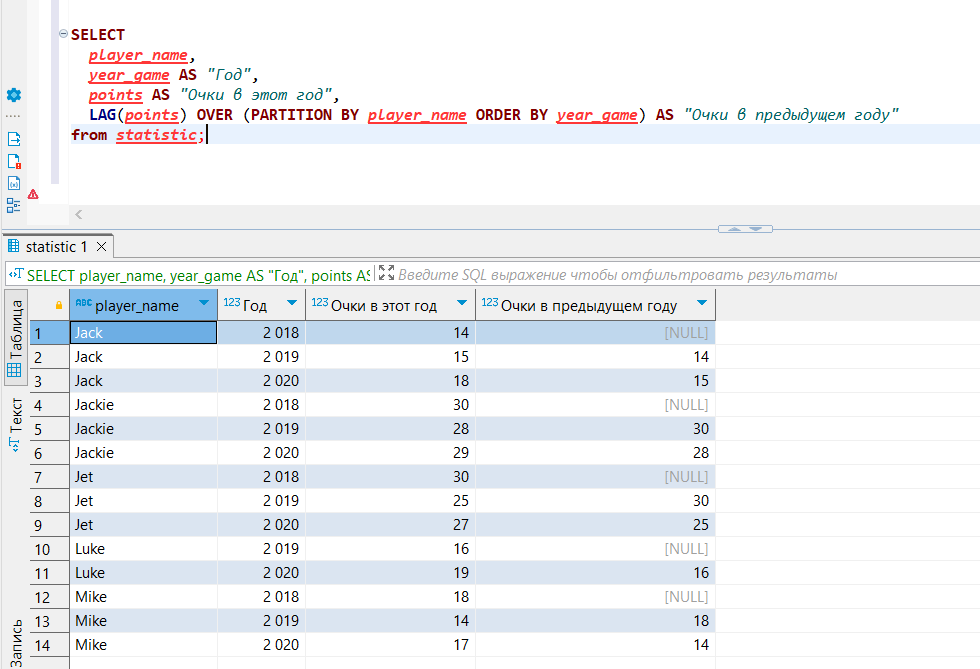 SELECT
player_name,
year_game AS "Год",
points AS "Очки в этот год",
LAG(points) OVER (PARTITION BY player_name ORDER BY year_game) AS "Очки в предыдущем году"
from statistic;
statistic 1
SELECT player_name, year_game AS "Год", points AS Введите SQL выражение чтобы отфильтровать результаты
Таблица
Текст
Запись
ABC player_name 123 Год 123 Очки в этот год 123 Очки в предыдущем году
1 Jack 2 018 14 [NULL]
2 Jack 2 019 15 14
3 Jack 2 020 18 15
4 Jackie 2 018 30 [NULL]
5 Jackie 2 019 28 30
6 Jackie 2 020 29 28
7 Jet 2 018 30 [NULL]
8 Jet 2 019 25 30
9 Jet 2 020 27 25
10 Luke 2 019 16 [NULL]
11 Luke 2 020 19 16
12 Mike 2 018 18 [NULL]
13 Mike 2 019 14 18
14 Mike 2 020 17 14